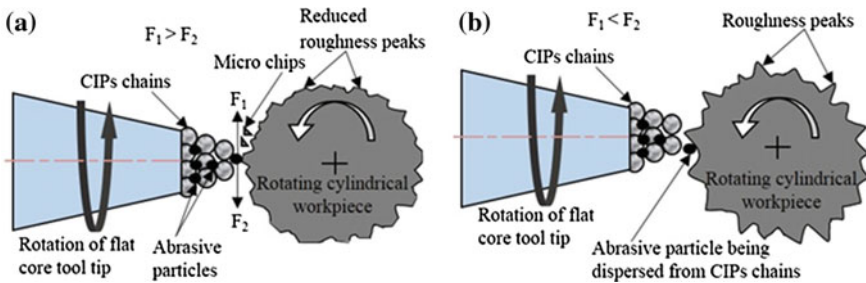 (a)
F1 > F2
Reduced
roughness peaks
Micro chips
CIPs chains
F1
F2
Rotating cylindrical
workpiece
Rotation of flat
core tool tip
Abrasive
particles
(b)
F1 < F2
Roughness peaks
CIPs chains
Rotating cylindrical
workpiece
Rotation of flat
core tool tip
Abrasive particle being
dispersed from CIPs chains